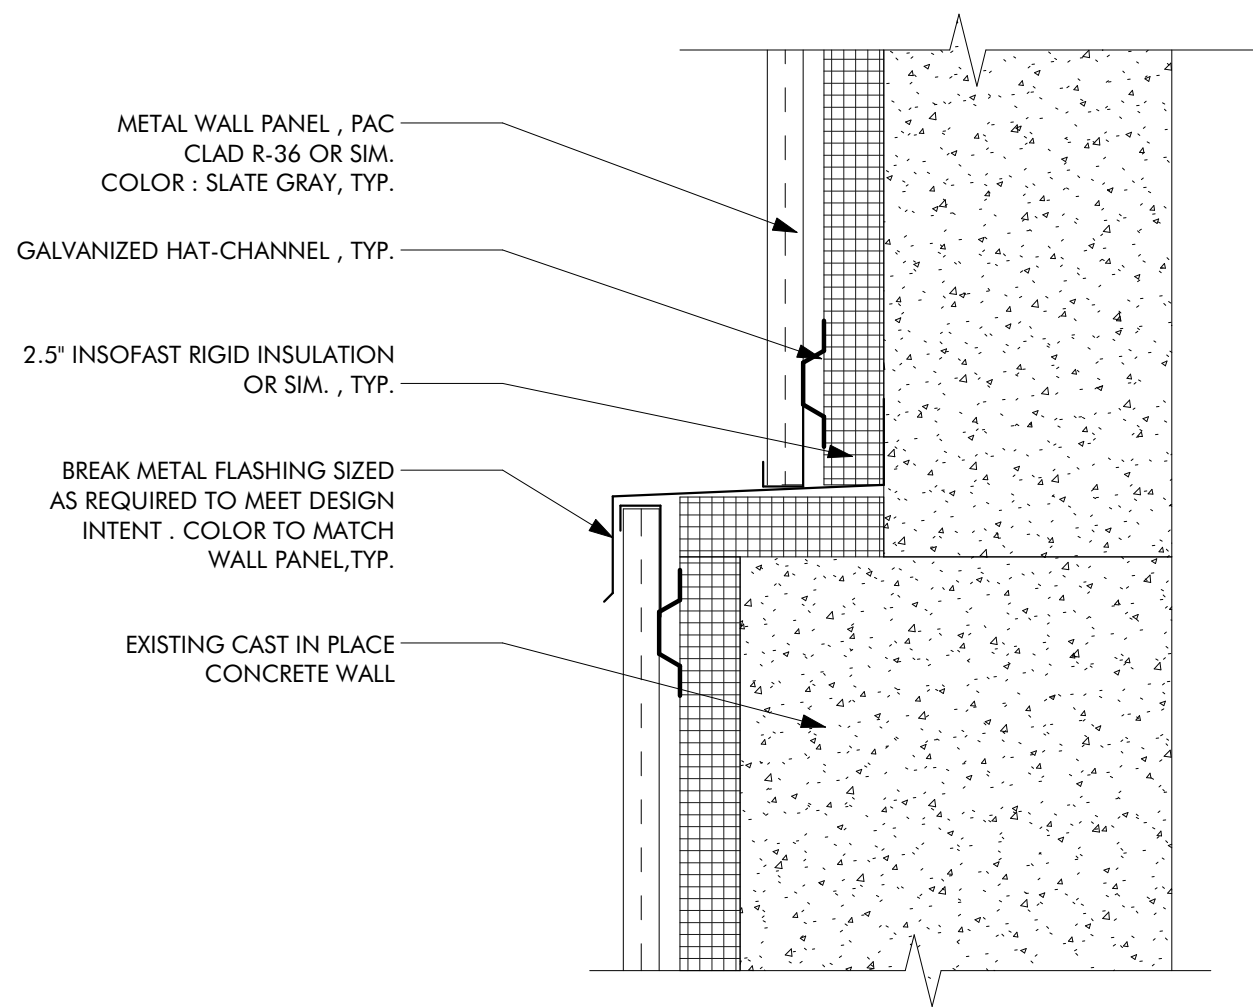 METAL WALL PANEL , PAC
CLAD R-36 OR SIM.
COLOR : SLATE GRAY, TYP.
GALVANIZED HAT-CHANNEL , TYP.
2.5" INSOFAST RIGID INSULATION
OR SIM. , TYP.
BREAK METAL FLASHING SIZED
AS REQUIRED TO MEET DESIGN
INTENT . COLOR TO MATCH
WALL PANEL,TYP.
EXISTING CAST IN PLACE
CONCRETE WALL